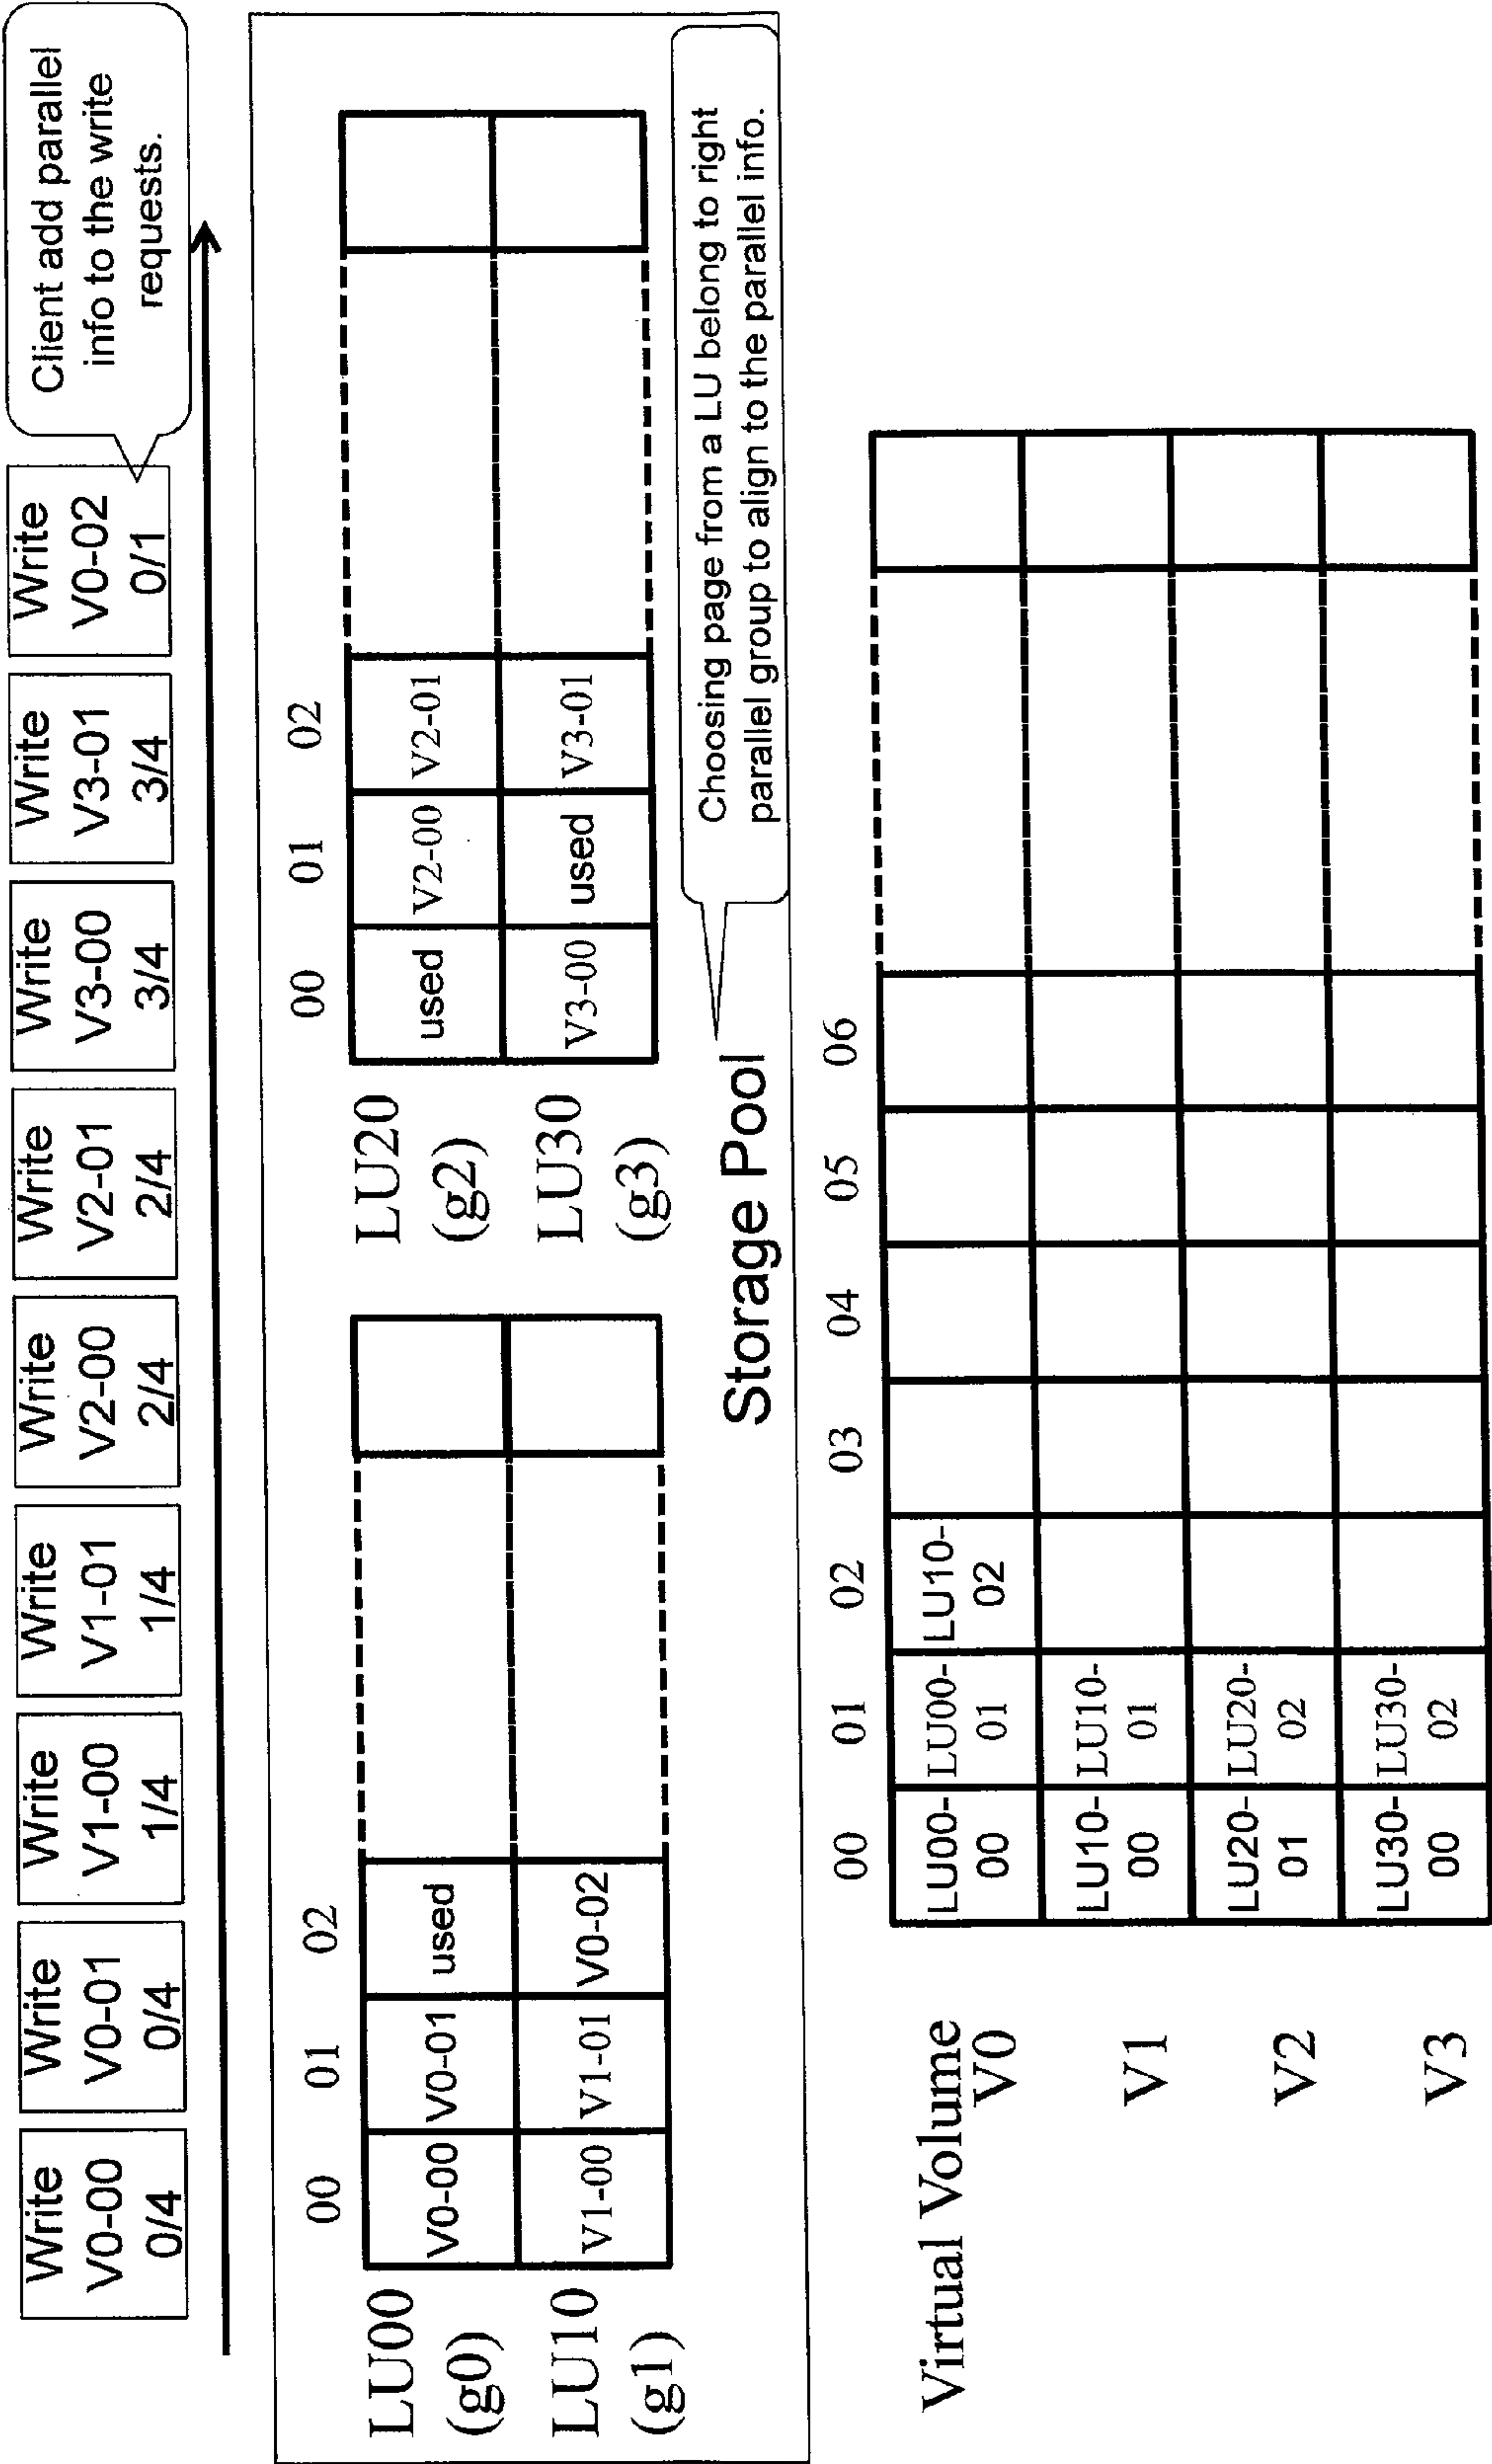 Write
V0-00
0/4
Write
V0-01
0/4
Write
V1-00
1/4
Write
V1-01
1/4
Write
V2-00
2/4
Write
V2-01
2/4
Write
V3-00
3/4
Write
V3-01
3/4
Write
V0-02
0/1
Client add parallel
info to the write
requests.
00 01 02
LU00
(g0)
V0-00 V0-01 used
LU10
(g1)
V1-00 V1-01 V0-02
00 01 02
LU20
(g2)
used V2-00 V2-01
LU30
(g3)
V3-00 used V3-01
Storage Pool
Choosing page from a LU belong to right
parallel group to align to the parallel info.
00 01 02 03 04 05 06
Virtual Volume
V0
LU00-
00
LU00-
01
LU10-
02
V1
LU10-
00
LU10-
01
V2
LU20-
01
LU20-
02
V3
LU30-
00
LU30-
02